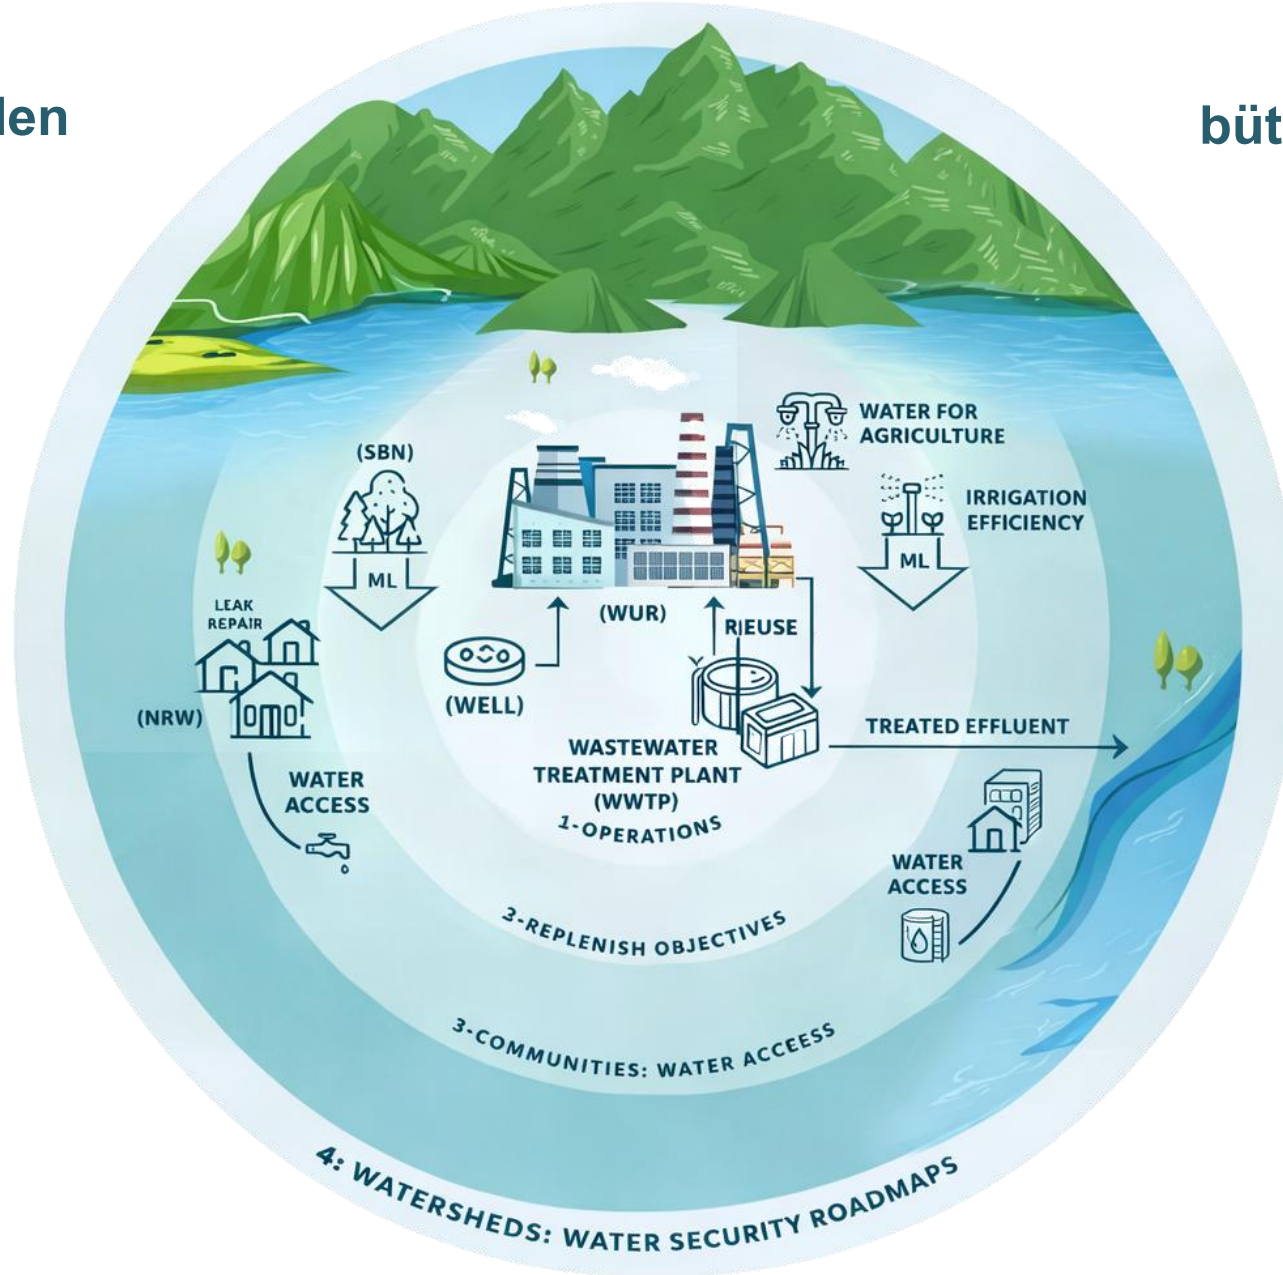 len
büt
WATER FOR
AGRICULTURE
(SBN)
IRRIGATION
EFFICIENCY
ML
ML
LEAK
REPAIR
(WUR)
RIEUSE
(WELL)
(NRW)
TREATED EFFLUENT
WASTEWATER
TREATMENT PLANT
(WWTP)
WATER
ACCESS
1-OPERATIONS
WATER
ACCESS
3-REPLENISH OBJECTIVES
3-COMMUNITIES: WATER ACCEESS
4: WATERSHEDS: WATER SECURITY ROADMAPS